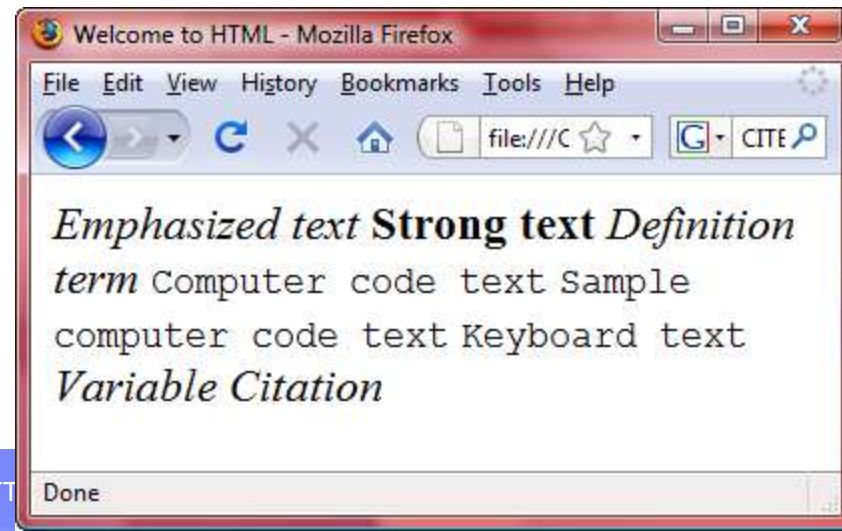 Welcome to HTML - Mozilla Firefox
File Edit View History Bookmarks Tools Help
file:///C G CITE
Emphasized text Strong text Definition
term Computer code text Sample
computer code text Keyboard text
Variable Citation
Done